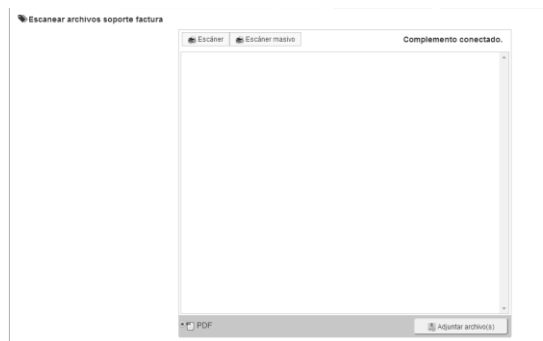 Escanear archivos soporte factura
Escáner Escáner masivo Complemento conectado.
PDF Adjuntar archivo(s)